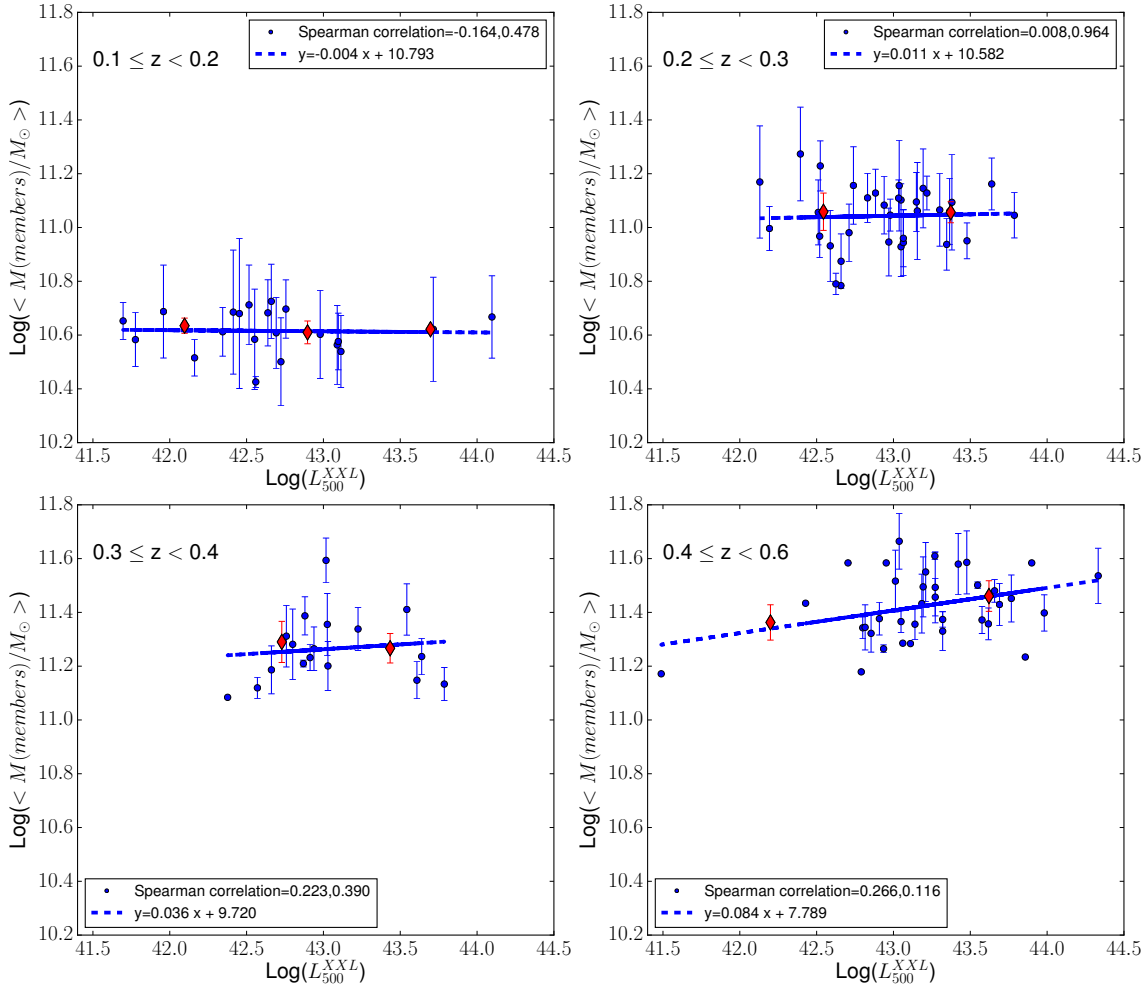 Spearman correlation=-0.164,0.478
y=-0.004 x + 10.793
0.1 ≤ z < 0.2
Log(< M(members)/M⊙ >)
11.8
11.6
11.4
11.2
11.0
10.8
10.6
10.4
10.2
41.5 42.0 42.5 43.0 43.5 44.0 44.5
Log(L_500^XXL)
Spearman correlation=0.008,0.964
y=0.011 x + 10.582
0.2 ≤ z < 0.3
Log(< M(members)/M⊙ >)
11.8
11.6
11.4
11.2
11.0
10.8
10.6
10.4
10.2
41.5 42.0 42.5 43.0 43.5 44.0 44.5
Log(L_500^XXL)
0.3 ≤ z < 0.4
Log(< M(members)/M⊙ >)
11.8
11.6
11.4
11.2
11.0
10.8
10.6
10.4
10.2
Spearman correlation=0.223,0.390
y=0.036 x + 9.720
41.5 42.0 42.5 43.0 43.5 44.0 44.5
Log(L_500^XXL)
0.4 ≤ z < 0.6
Log(< M(members)/M⊙ >)
11.8
11.6
11.4
11.2
11.0
10.8
10.6
10.4
10.2
Spearman correlation=0.266,0.116
y=0.084 x + 7.789
41.5 42.0 42.5 43.0 43.5 44.0 44.5
Log(L_500^XXL)